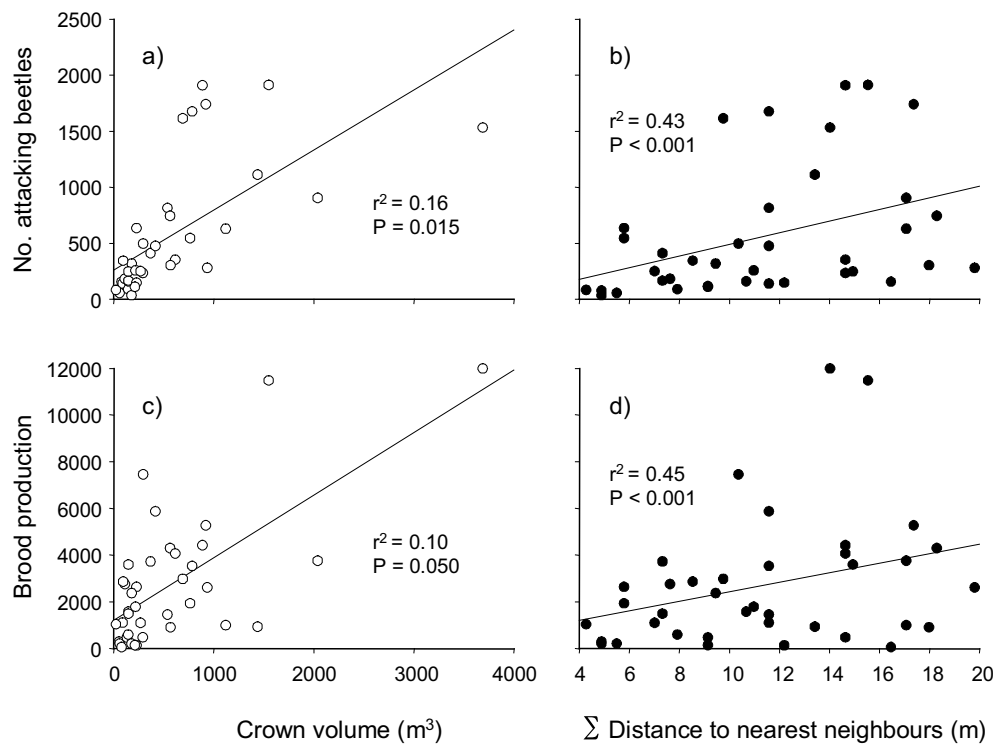 2500
2000
1500
1000
500
0
No. attacking beetles
a)
r² = 0.16
P = 0.015
b)
r² = 0.43
P < 0.001
12000
10000
8000
6000
4000
2000
0
Brood production
c)
r² = 0.10
P = 0.050
d)
r² = 0.45
P < 0.001
0 1000 2000 3000 4000
4 6 8 10 12 14 16 18 20
Crown volume (m³)
∑ Distance to nearest neighbours (m)